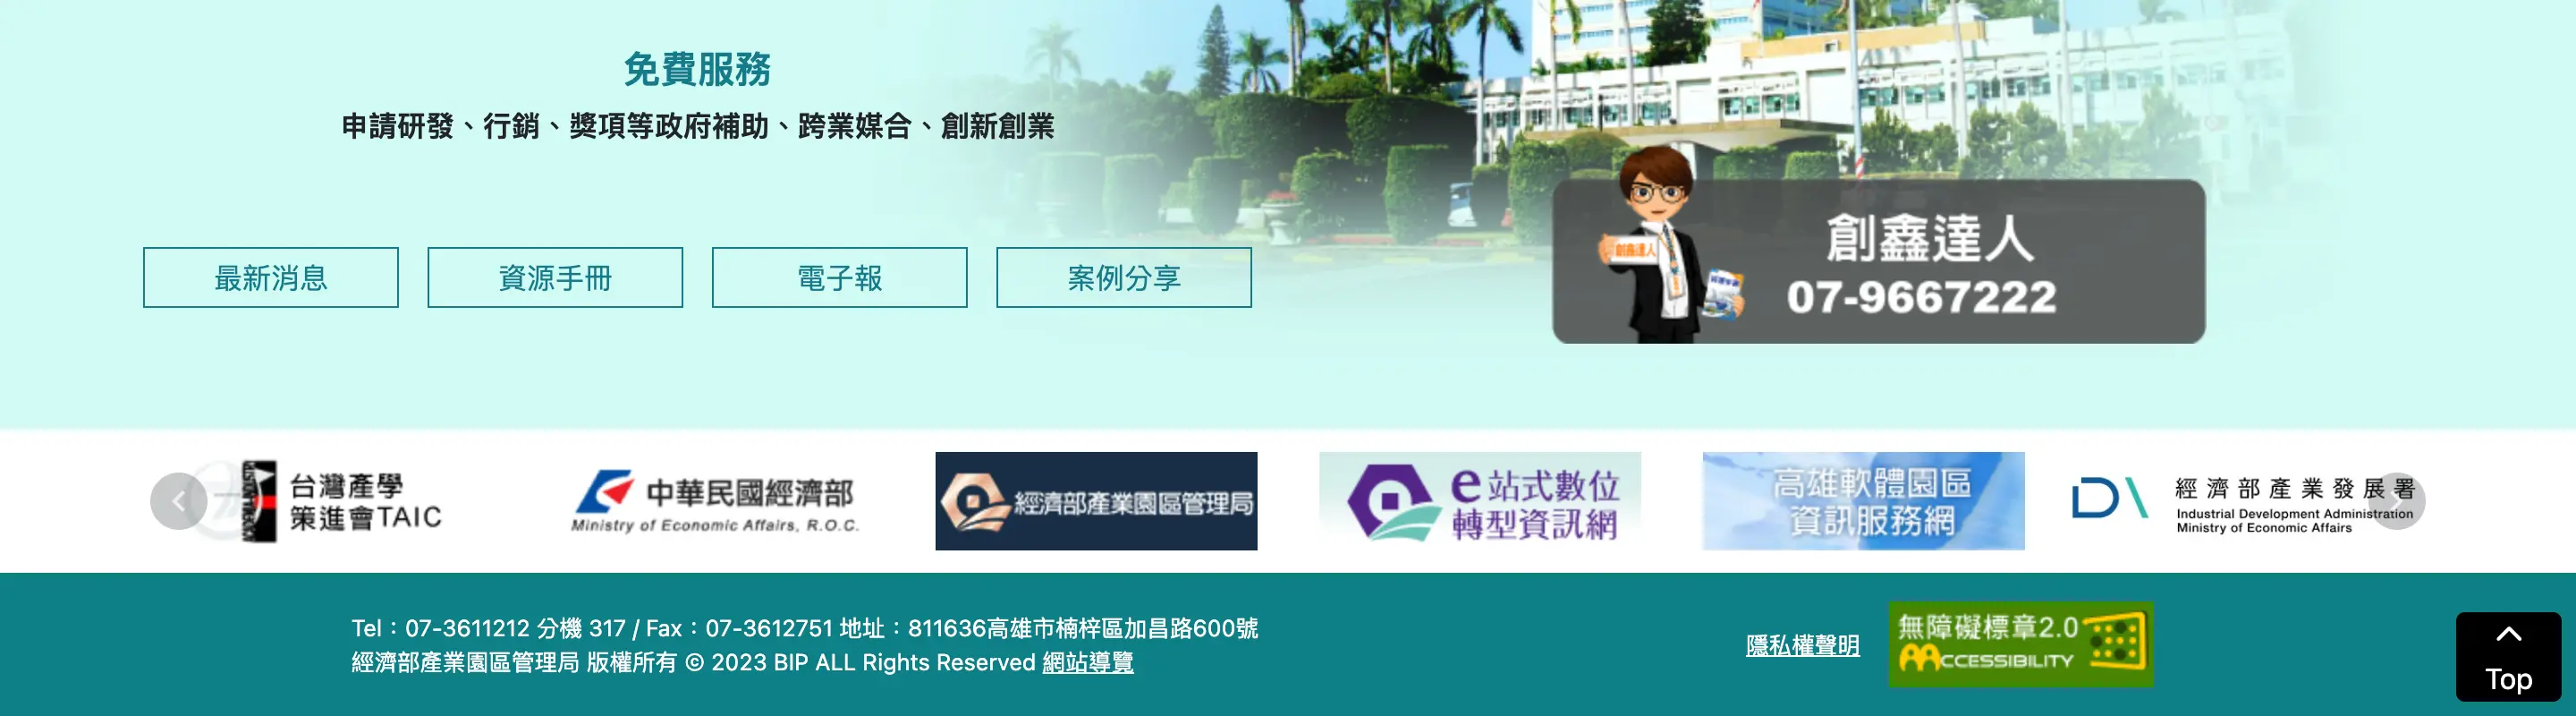 免費服務
申請研發、行銷、獎項等政府補助、跨業媒合、創新創業
最新消息
資源手冊
電子報
案例分享
創鑫達人
創鑫達人
07-9667222
台灣產學
策進會TAIC
中華民國經濟部
Ministry of Economic Affairs, R.O.C.
經濟部產業園區管理局
e站式數位
轉型資訊網
高雄軟體園區
資訊服務網
經濟部產業發展署
Industrial Development Administration
Ministry of Economic Affairs
Tel：07-3611212 分機 317 / Fax：07-3612751 地址：811636高雄市楠梓區加昌路600號
經濟部產業園區管理局 版權所有 © 2023 BIP ALL Rights Reserved 網站導覽
隱私權聲明
無障礙標章2.0
ACCESSIBILITY
Top